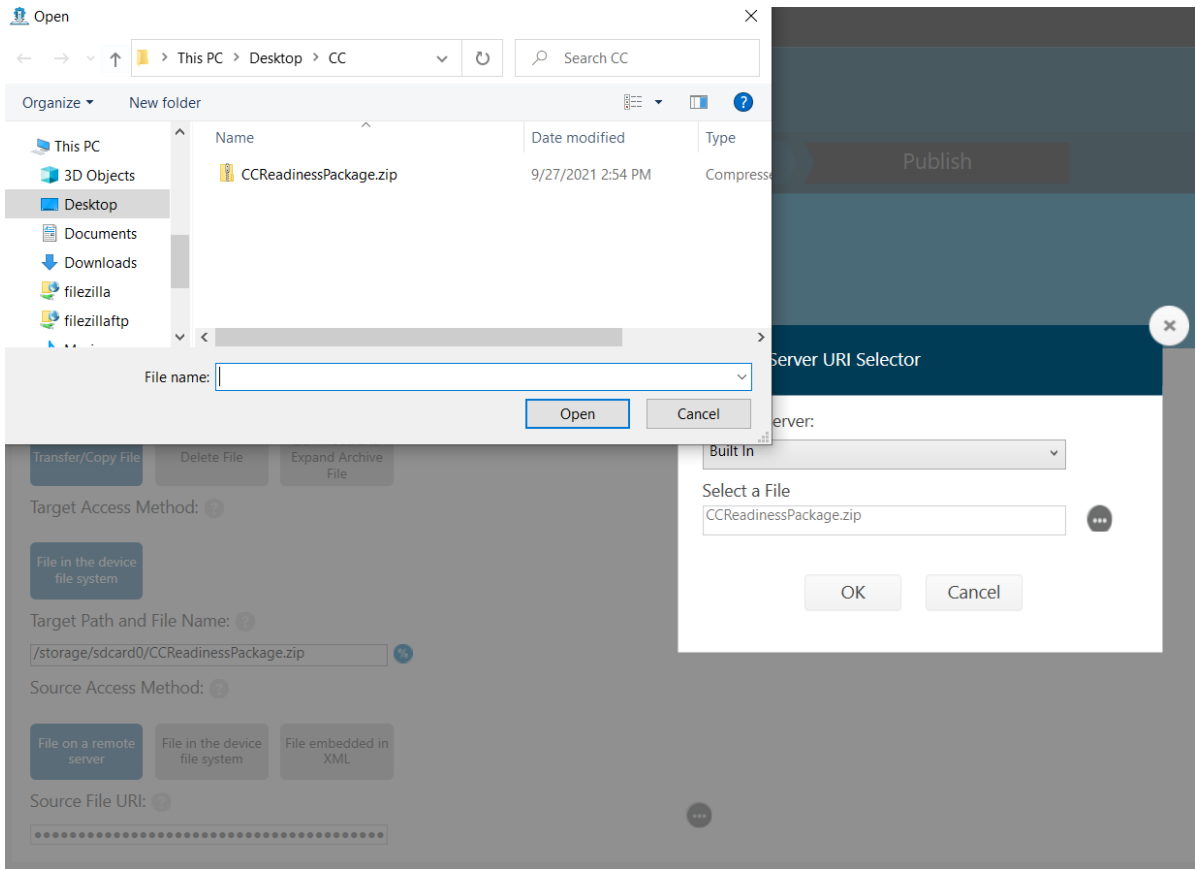 Open
This PC > Desktop > CC
Search CC
Organize
New folder
This PC
3D Objects
Desktop
Documents
Downloads
filezilla
filezillaftp
Name
Date modified
Type
CCReadinessPackage.zip
9/27/2021 2:54 PM
Compresse
File name:
Open
Cancel
Publish
Server URI Selector
erver:
Built In
Select a File
CCReadinessPackage.zip
OK
Cancel
Transfer/Copy File
Delete File
Expand Archive
File
Target Access Method: ?
File in the device
file system
Target Path and File Name: ?
/storage/sdcard0/CCReadinessPackage.zip
Source Access Method: ?
File on a remote
server
File in the device
file system
File embedded in
XML
Source File URI: ?